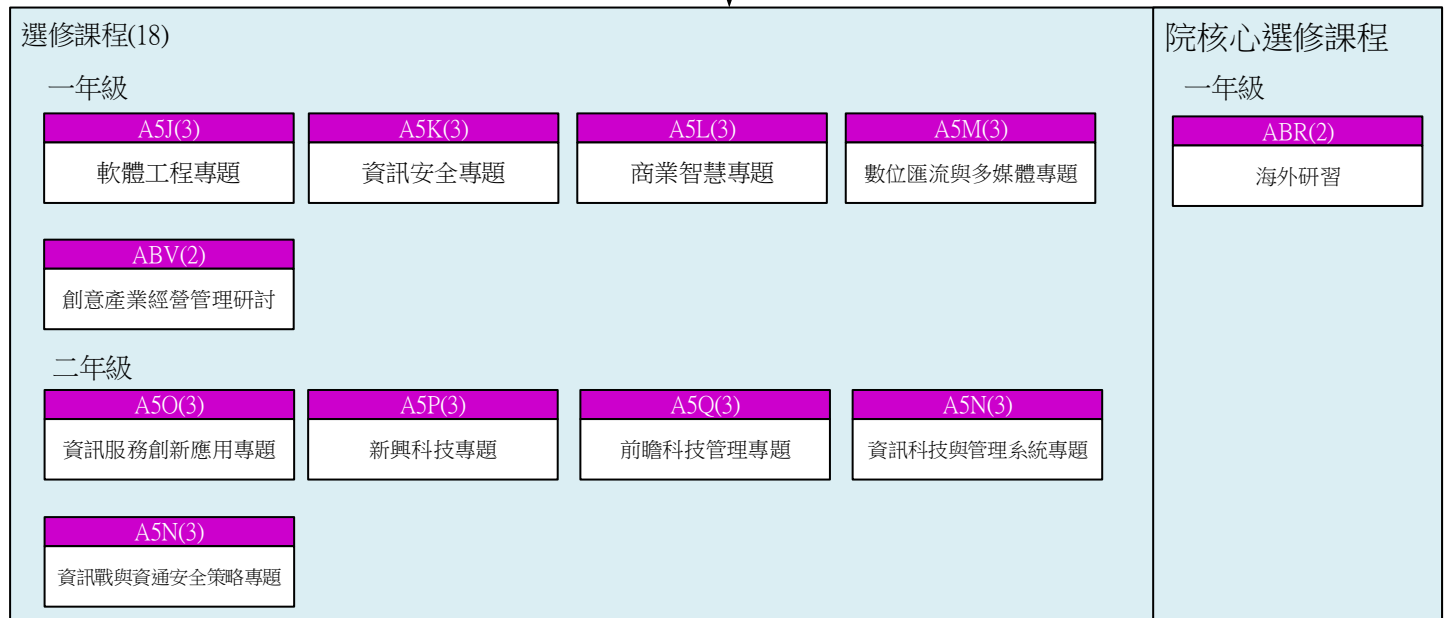 選修課程(18)
院核心選修課程
一年級
一年級
A5J(3)
A5K(3)
A5L(3)
A5M(3)
ABR(2)
軟體工程專題
資訊安全專題
商業智慧專題
數位匯流與多媒體專題
海外研習
ABV(2)
創意產業經營管理研討
二年級
A5O(3)
A5P(3)
A5Q(3)
A5N(3)
資訊服務創新應用專題
新興科技專題
前瞻科技管理專題
資訊科技與管理系統專題
A5N(3)
資訊戰與資通安全策略專題